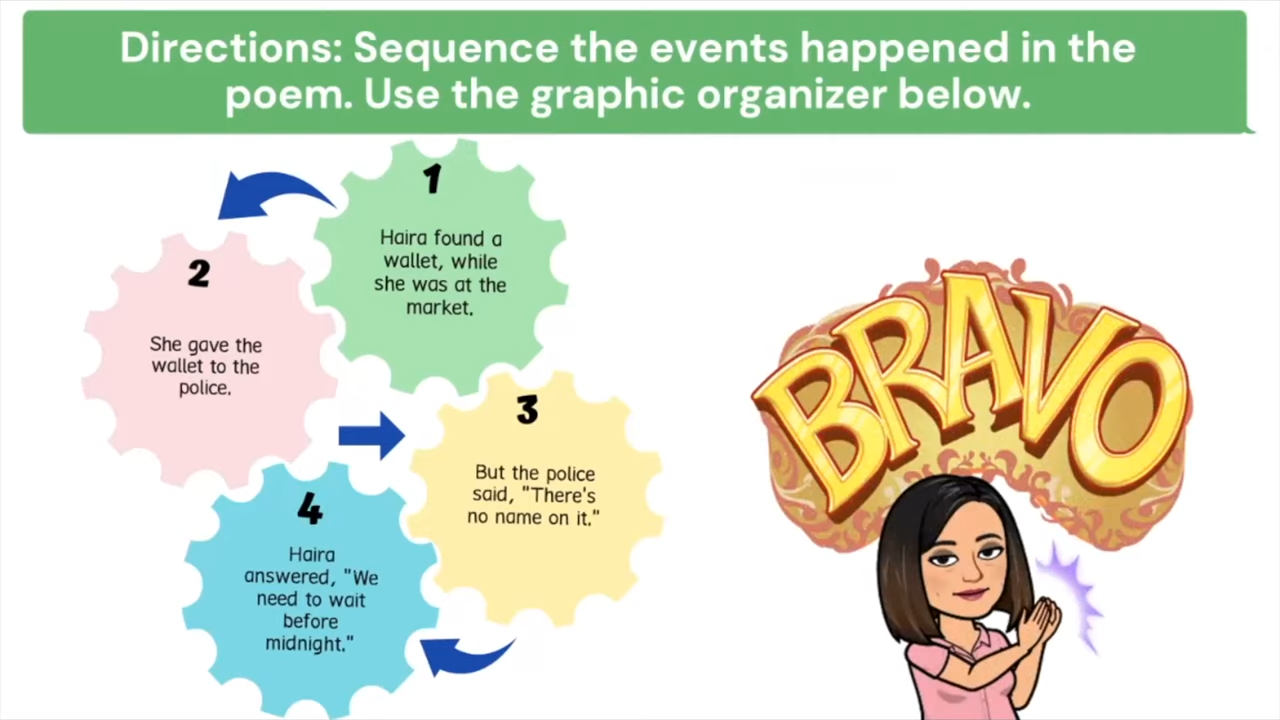 Directions: Sequence the events happened in the
poem. Use the graphic organizer below.
1
Haira found a
wallet, while
she was at the
market.
2
She gave the
wallet to the
police.
3
But the police
said, "There's
no name on it."
4
Haira
answered, "We
need to wait
before
midnight."
BRAVO